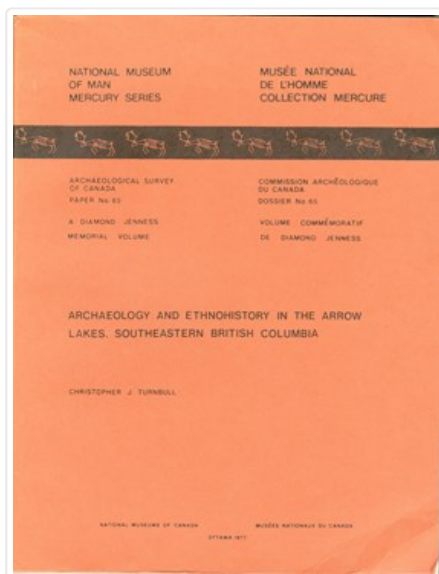 NATIONAL MUSEUM
OF MAN
MERCURY SERIES
MUSÉE NATIONAL
DE L'HOMME
COLLECTION MERCURE
ARCHAEOLOGICAL SURVEY
OF CANADA
PAPER No 65
COMMISSION ARCHÉOLOGIQUE
DU CANADA
DOSSIER No 65
A DIAMOND JENNESS
MEMORIAL VOLUME
VOLUME COMMÉMORATIF
DE DIAMOND JENNESS
ARCHAEOLOGY AND ETHNOHISTORY IN THE ARROW
LAKES, SOUTHEASTERN BRITISH COLUMBIA
CHRISTOPHER J TURNBULL
NATIONAL MUSEUMS OF CANADA
MUSÉES NATIONAUX DU CANADA
OTTAWA 1977